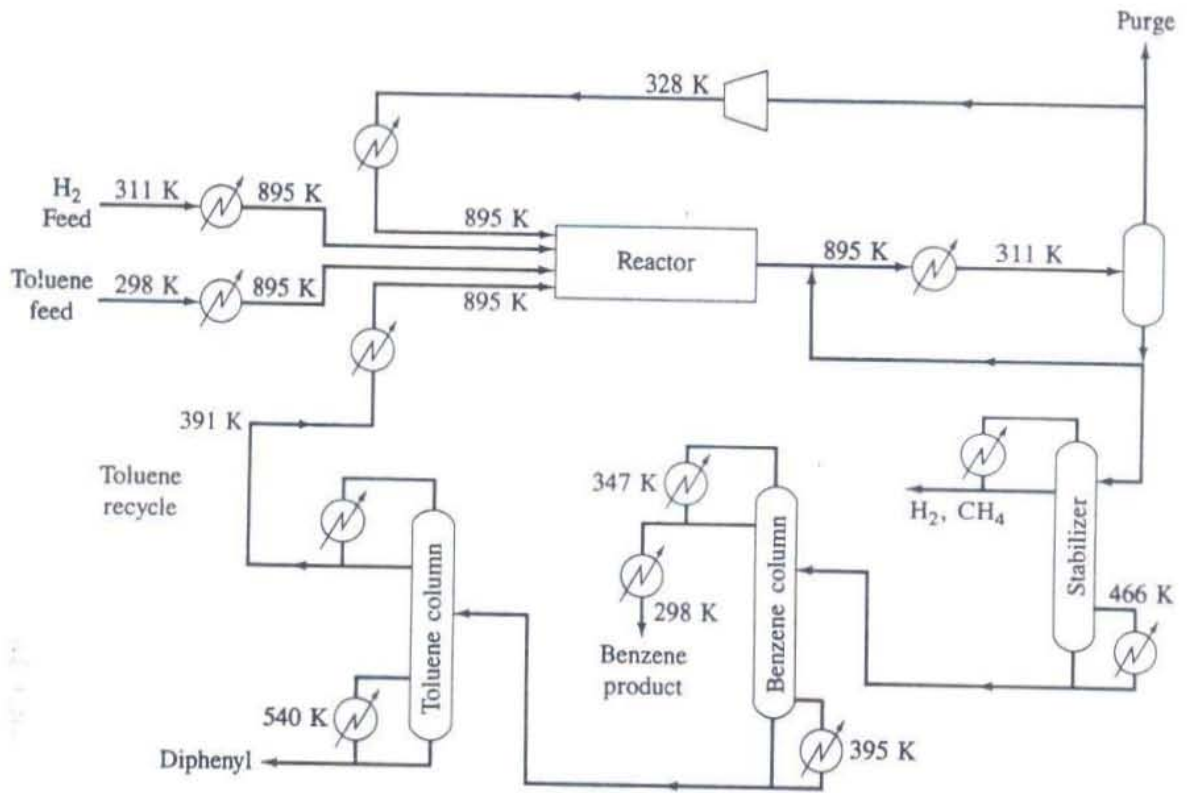 Purge
328 K
H₂
Feed
311 K
895 K
895 K
Toluene
feed
298 K
895 K
895 K
Reactor
895 K
311 K
391 K
Toluene
recycle
347 K
H₂, CH₄
Stabilizer
466 K
Toluene column
Benzene column
298 K
Benzene
product
540 K
395 K
Diphenyl